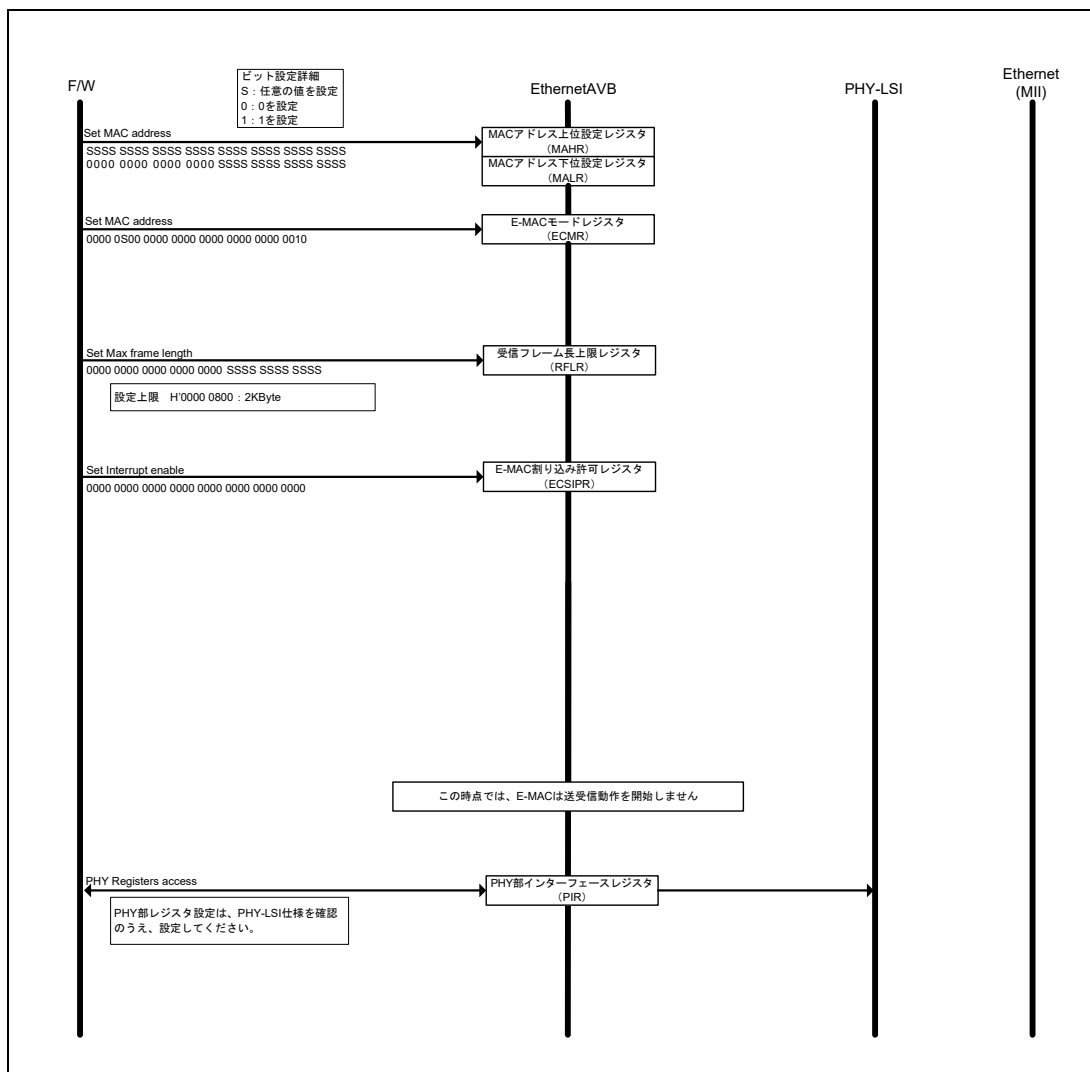 F/W
ビット設定詳細
S：任意の値を設定
0：0を設定
1：1を設定
EthernetAVB
PHY-LSI
Ethernet
(MII)
Set MAC address
SSSS SSSS SSSS SSSS SSSS SSSS SSSS SSSS
0000 0000 0000 0000 SSSS SSSS SSSS SSSS
MACアドレス上位設定レジスタ
（MAHR）
MACアドレス下位設定レジスタ
（MALR）
Set MAC address
0000 0S00 0000 0000 0000 0000 0000 0010
E-MACモードレジスタ
（ECMR）
Set Max frame length
0000 0000 0000 0000 0000 SSSS SSSS SSSS
受信フレーム長上限レジスタ
（RFLR）
設定上限　H'0000 0800：2KByte
Set Interrupt enable
0000 0000 0000 0000 0000 0000 0000 0000
E-MAC割り込み許可レジスタ
（ECSIPR）
この時点では、E-MACは送受信動作を開始しません
PHY Registers access
PHY部インターフェースレジスタ
（PIR）
PHY部レジスタ設定は、PHY-LSI仕様を確認
のうえ、設定してください。